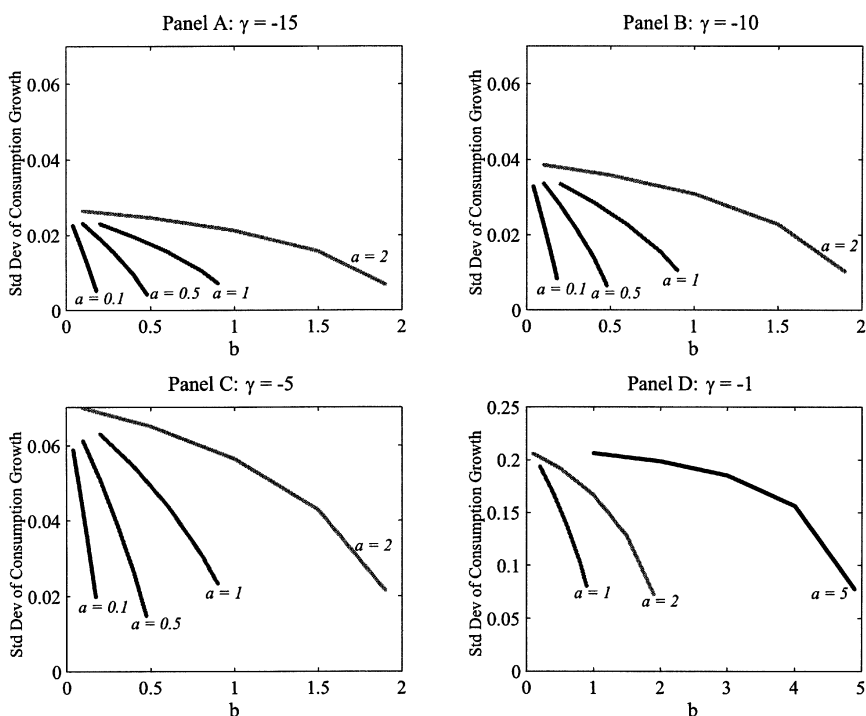 Panel A: γ = -15
Std Dev of Consumption Growth
0.06
0.04
0.02
0
a = 0.1
a = 0.5
a = 1
a = 2
0
0.5
1
1.5
2
b
Panel B: γ = -10
Std Dev of Consumption Growth
0.06
0.04
0.02
0
a = 0.1
a = 0.5
a = 1
a = 2
0
0.5
1
1.5
2
b
Panel C: γ = -5
Std Dev of Consumption Growth
0.06
0.04
0.02
0
a = 0.1
a = 0.5
a = 1
a = 2
0
0.5
1
1.5
2
b
Panel D: γ = -1
Std Dev of Consumption Growth
0.25
0.2
0.15
0.1
0.05
0
a = 1
a = 2
a = 5
0
1
2
3
4
5
b